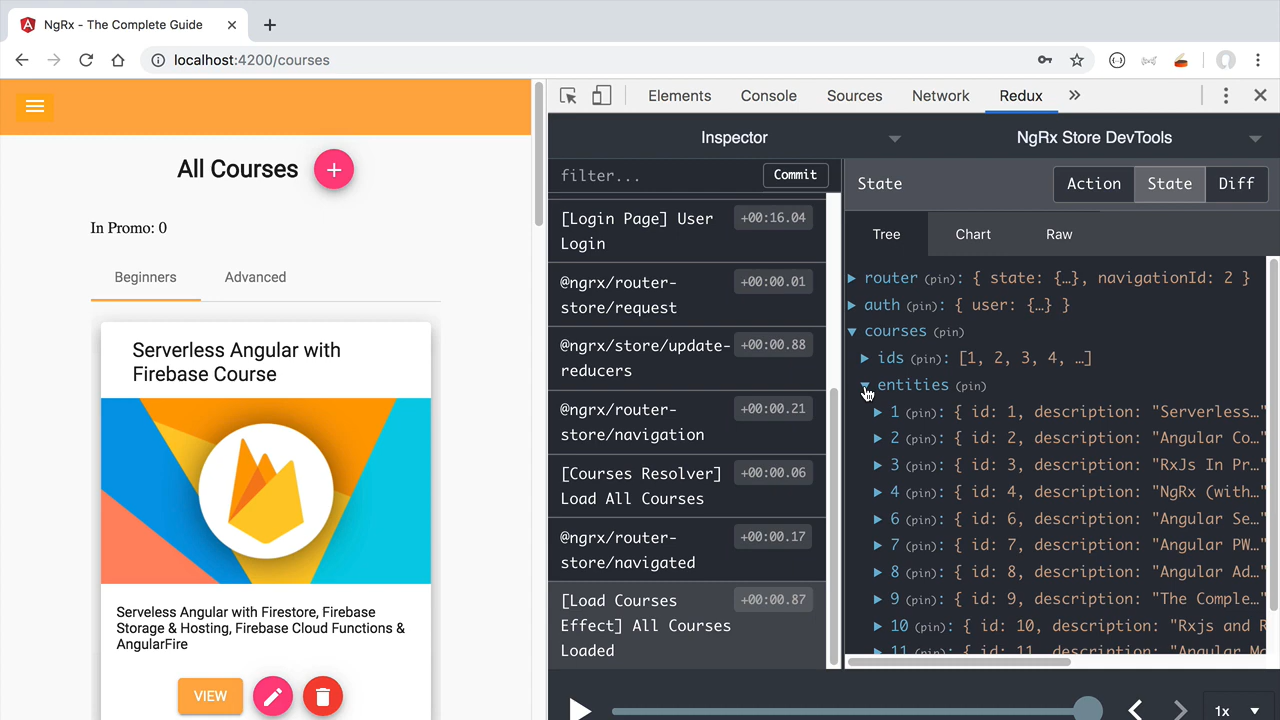 NgRx - The Complete Guide
localhost:4200/courses
All Courses
In Promo: 0
Beginners Advanced
Serverless Angular with
Firebase Course
Serveless Angular with Firestore, Firebase
Storage & Hosting, Firebase Cloud Functions &
AngularFire
VIEW
Elements Console Sources Network Redux
Inspector NgRx Store DevTools
filter... Commit
[Login Page] User +00:16.04
Login
@ngrx/router- +00:00.01
store/request
@ngrx/store/update- +00:00.88
reducers
@ngrx/router- +00:00.21
store/navigation
[Courses Resolver] +00:00.06
Load All Courses
@ngrx/router- +00:00.17
store/navigated
[Load Courses +00:00.87
Effect] All Courses
Loaded
State Action State Diff
Tree Chart Raw
router (pin): { state: {…}, navigationId: 2 }
auth (pin): { user: {…} }
courses (pin)
ids (pin): [1, 2, 3, 4, …]
entities (pin)
1 (pin): { id: 1, description: "Serverless…"
2 (pin): { id: 2, description: "Angular Co…"
3 (pin): { id: 3, description: "RxJs In Pr…"
4 (pin): { id: 4, description: "NgRx (with…"
6 (pin): { id: 6, description: "Angular Se…"
7 (pin): { id: 7, description: "Angular PW…"
8 (pin): { id: 8, description: "Angular Ad…"
9 (pin): { id: 9, description: "The Comple…"
10 (pin): { id: 10, description: "Rxjs and R
11 (pin): { id: 11, description: "Angular Ma
1x